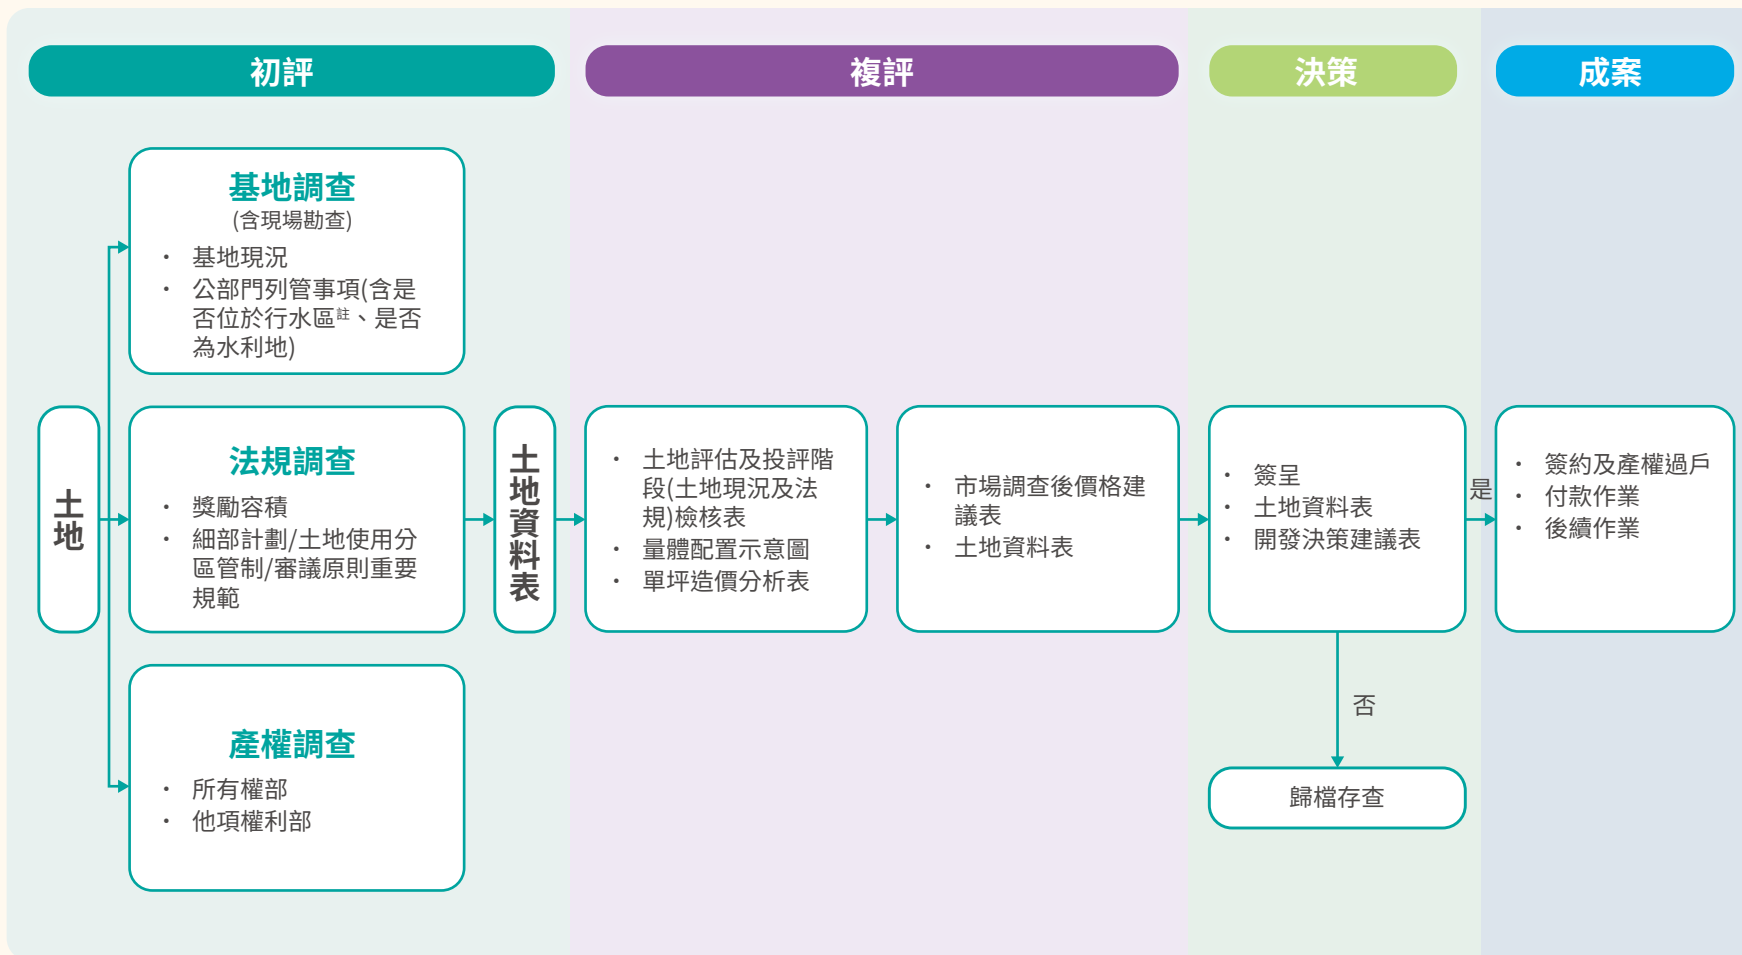 初評
複評
決策
成案
土地
基地調查
(含現場勘查)
・ 基地現況
・ 公部門列管事項(含是
否位於行水區註、是否
為水利地)
法規調查
・ 獎勵容積
・ 細部計劃/土地使用分
區管制/審議原則重要
規範
產權調查
・ 所有權部
・ 他項權利部
土地資料表
・ 土地評估及投評階
段(土地現況及法
規)檢核表
・ 量體配置示意圖
・ 單坪造價分析表
・ 市場調查後價格建
議表
・ 土地資料表
・ 簽呈
・ 土地資料表
・ 開發決策建議表
是
否
歸檔存查
・ 簽約及產權過戶
・ 付款作業
・ 後續作業